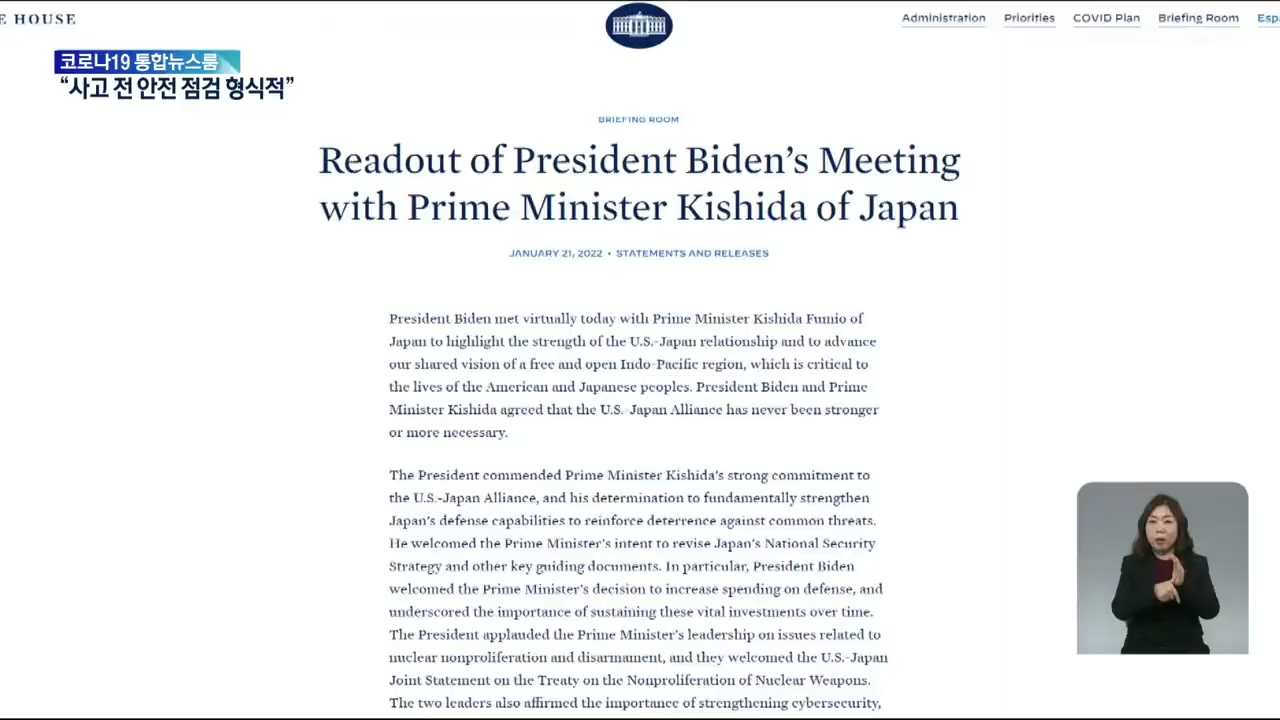 E HOUSE
Administration Priorities COVID Plan Briefing Room Esp
코로나19 통합뉴스룸
“사고 전 안전 점검 형식적”
BRIEFING ROOM
Readout of President Biden’s Meeting
with Prime Minister Kishida of Japan
JANUARY 21, 2022 • STATEMENTS AND RELEASES
President Biden met virtually today with Prime Minister Kishida Fumio of
Japan to highlight the strength of the U.S.-Japan relationship and to advance
our shared vision of a free and open Indo-Pacific region, which is critical to
the lives of the American and Japanese peoples. President Biden and Prime
Minister Kishida agreed that the U.S.-Japan Alliance has never been stronger
or more necessary.
The President commended Prime Minister Kishida’s strong commitment to
the U.S.-Japan Alliance, and his determination to fundamentally strengthen
Japan’s defense capabilities to reinforce deterrence against common threats.
He welcomed the Prime Minister’s intent to revise Japan’s National Security
Strategy and other key guiding documents. In particular, President Biden
welcomed the Prime Minister’s decision to increase spending on defense, and
underscored the importance of sustaining these vital investments over time.
The President applauded the Prime Minister’s leadership on issues related to
nuclear nonproliferation and disarmament, and they welcomed the U.S.-Japan
Joint Statement on the Treaty on the Nonproliferation of Nuclear Weapons.
The two leaders also affirmed the importance of strengthening cybersecurity,